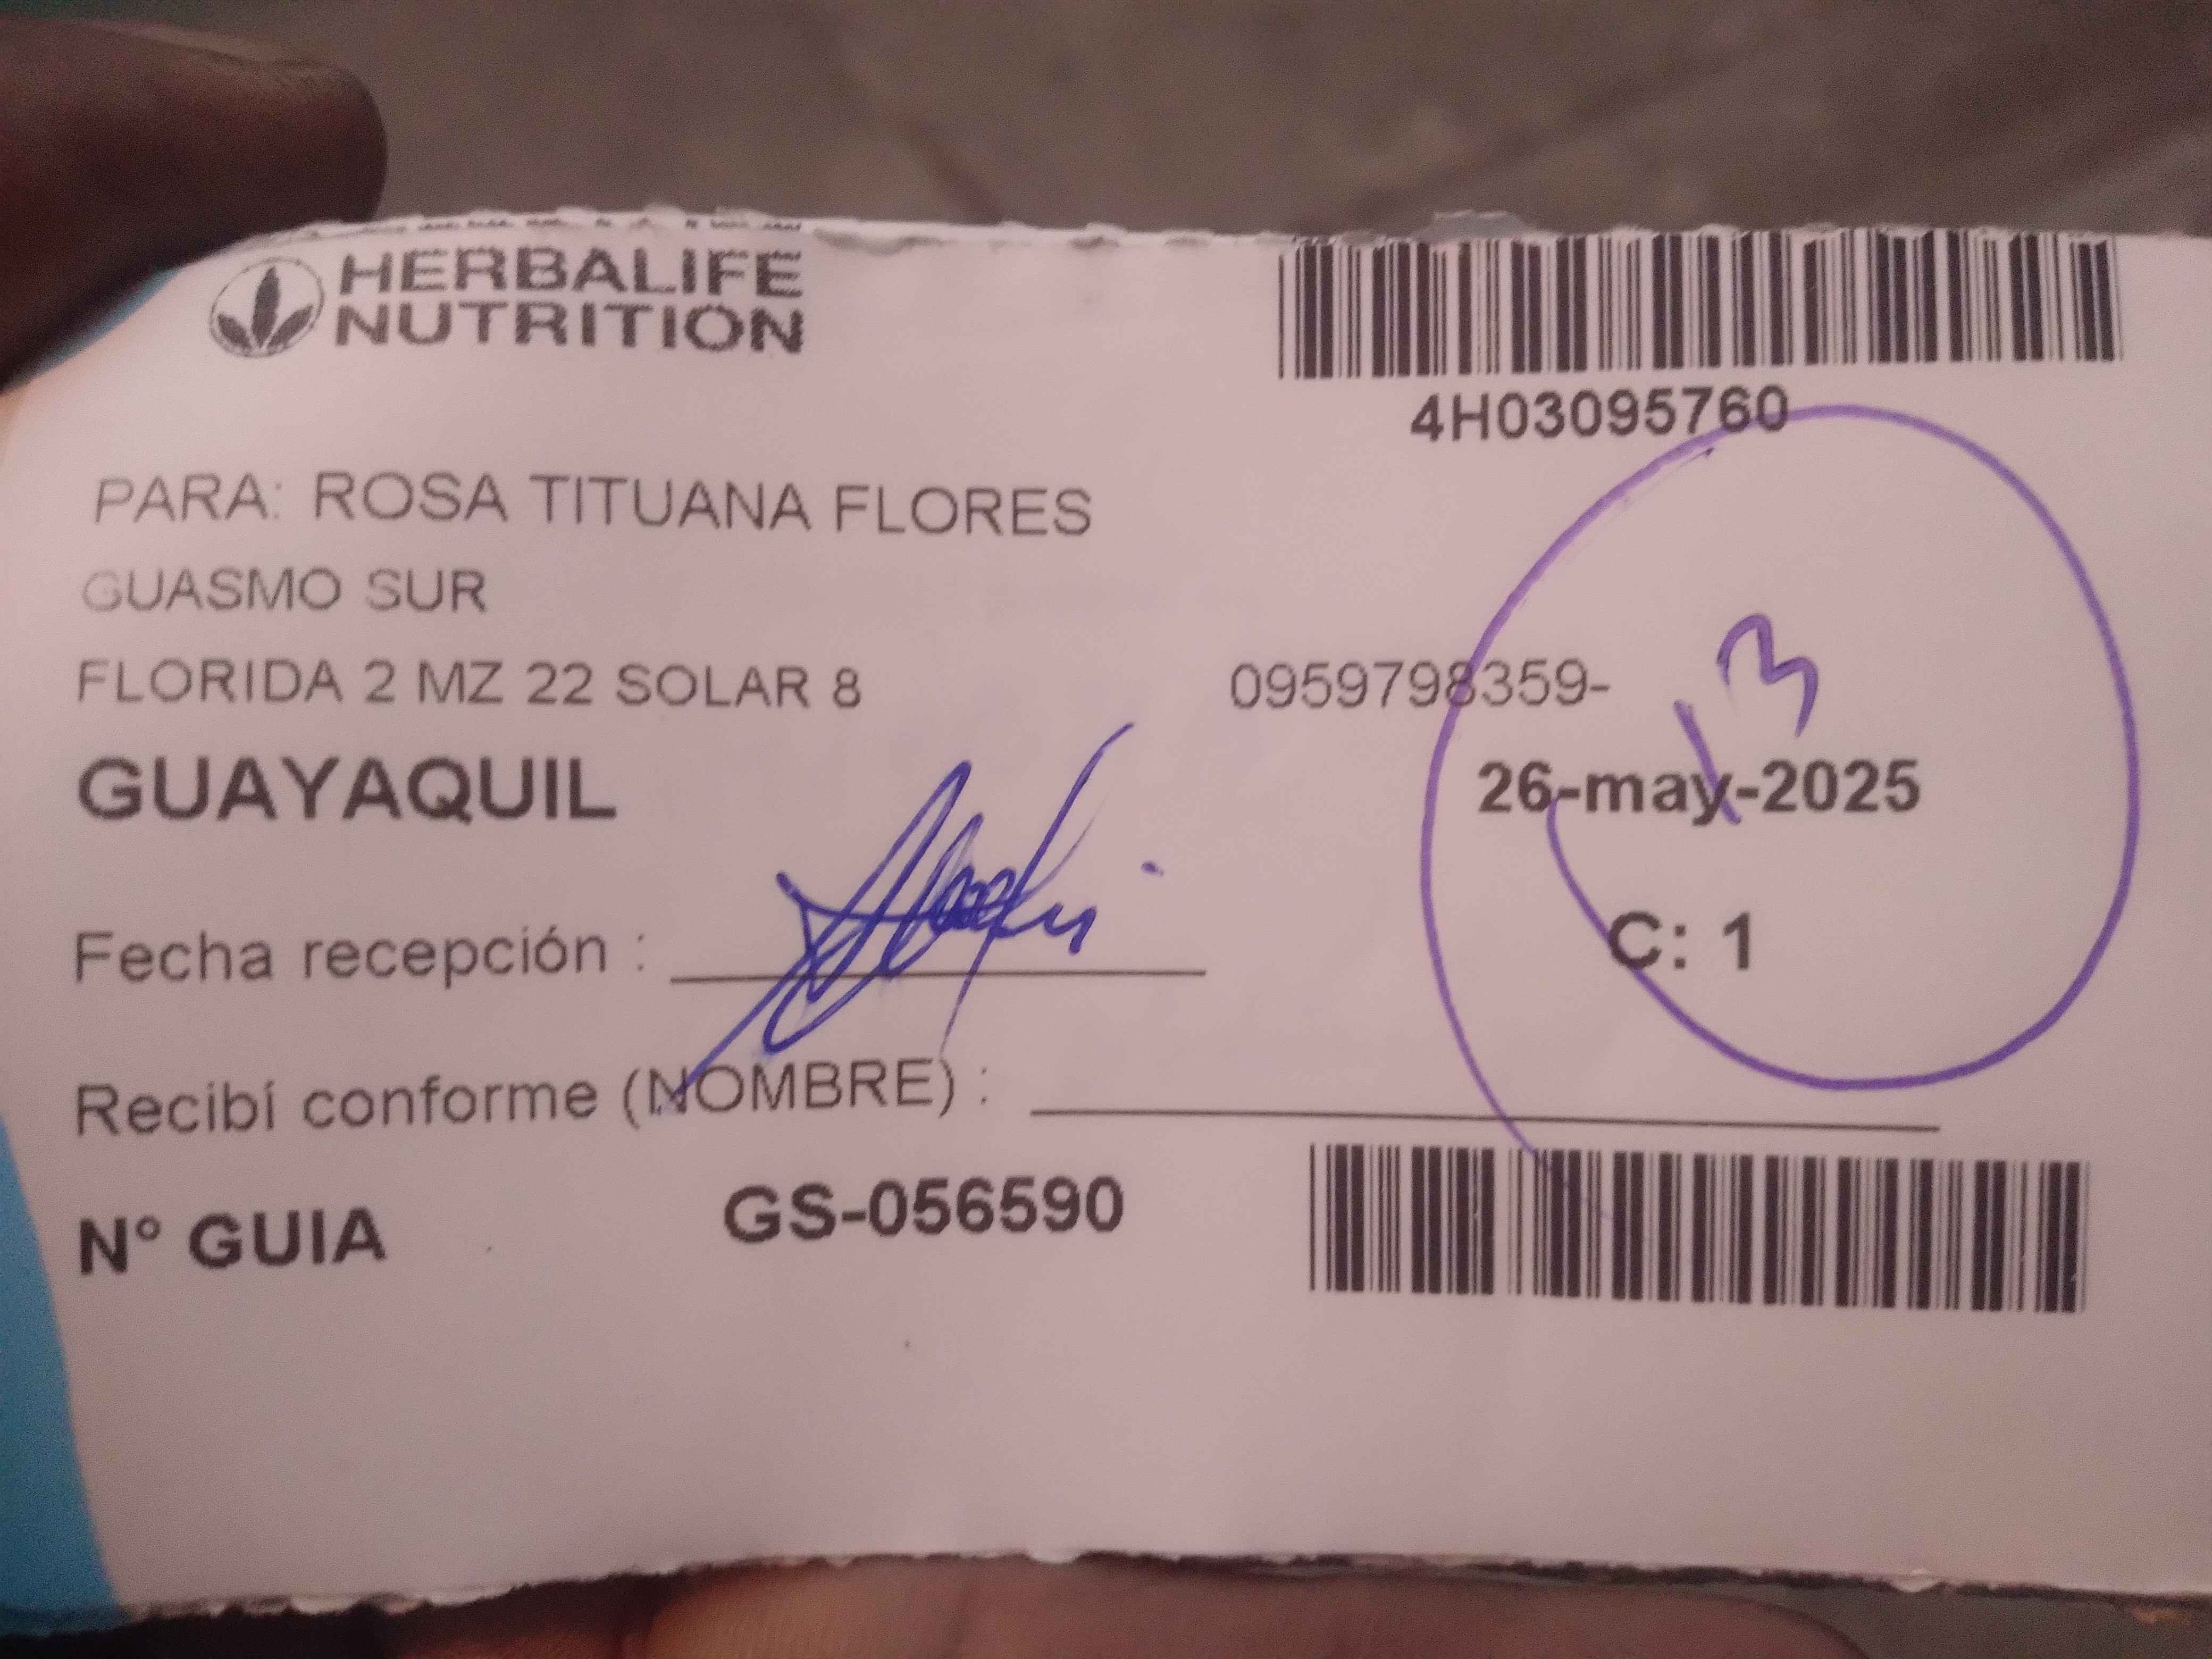 HERBALIFE
NUTRITION
4H03095760
PARA: ROSA TITUANA FLORES
GUASMO SUR
FLORIDA 2 MZ 22 SOLAR 8
0959798359-
13
GUAYAQUIL
26-may-2025
C: 1
Fecha recepción :
Recibí conforme (NOMBRE) :
N° GUIA
GS-056590